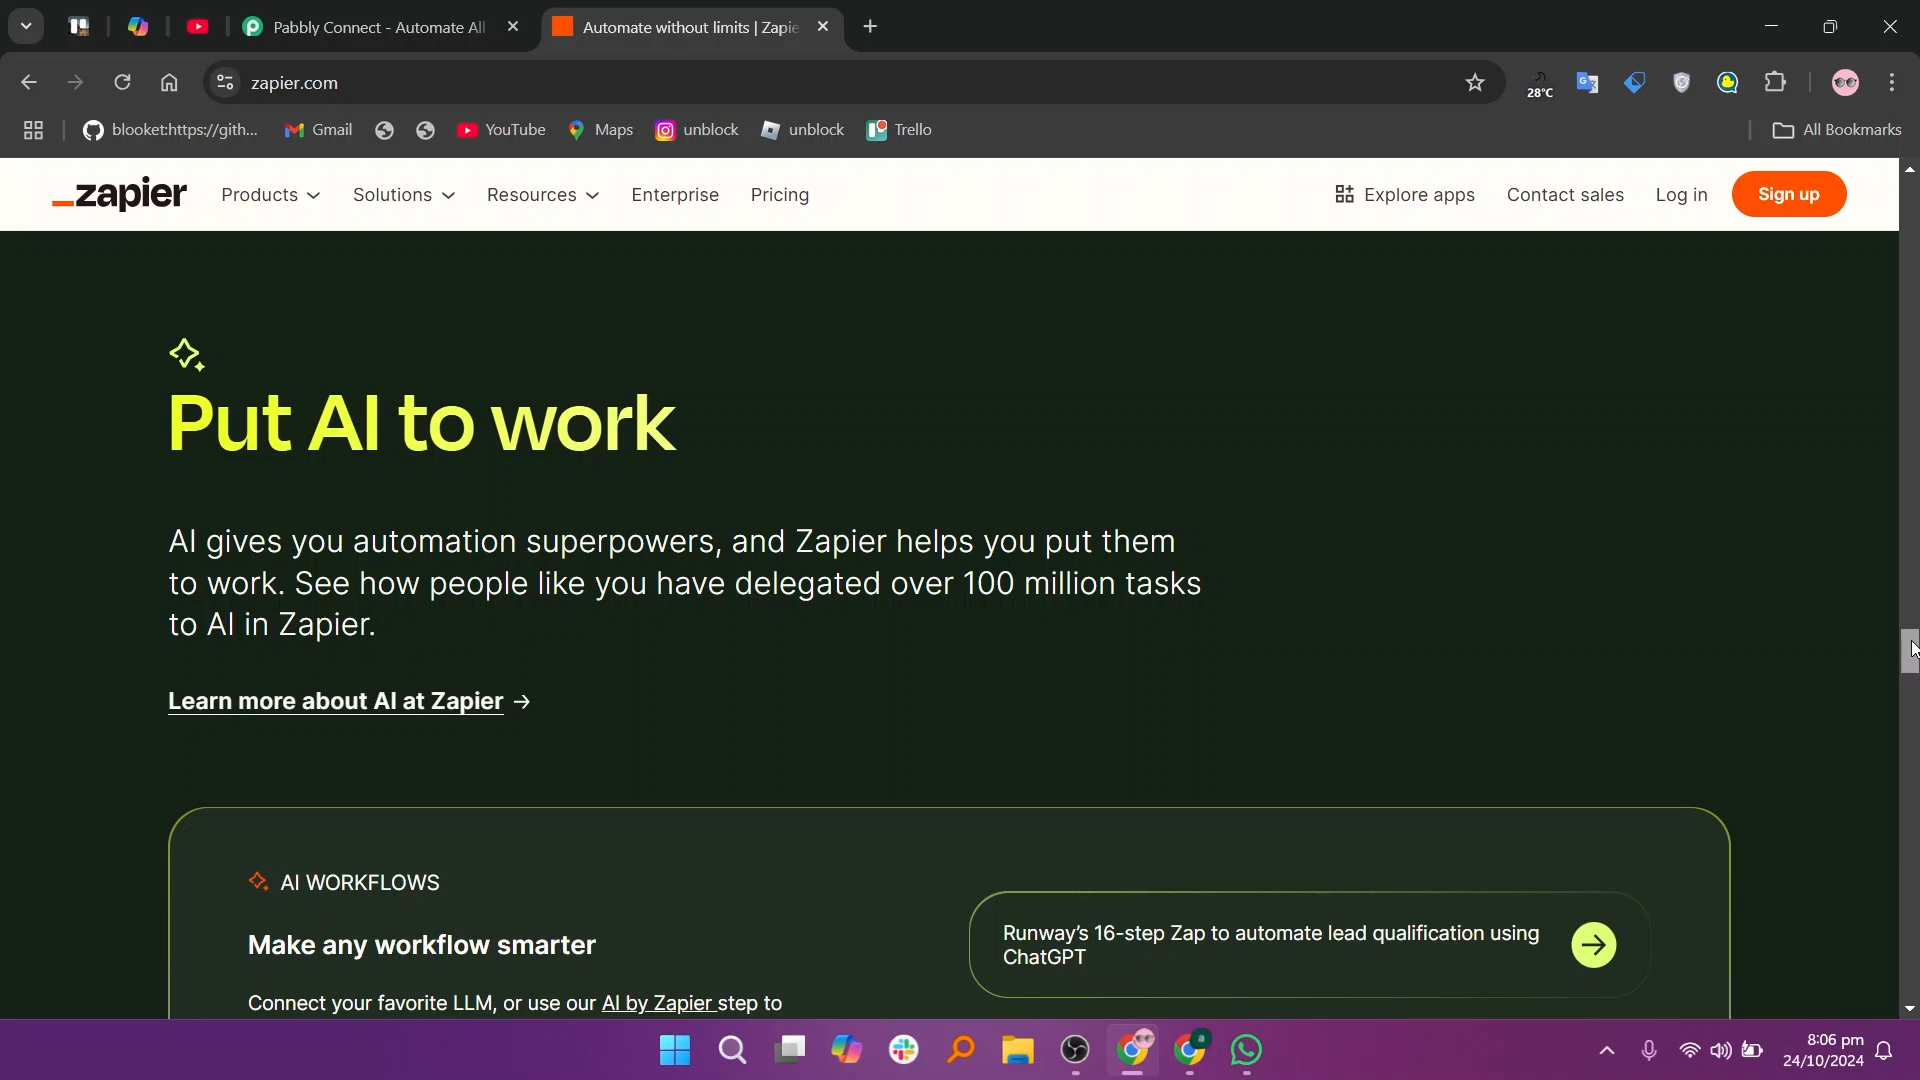 Pabbly Connect - Automate All
Automate without limits | Zapie
zapier.com
28°C
blooket:https://gith...
Gmail
YouTube
Maps
unblock
unblock
Trello
All Bookmarks
zapier
Products
Solutions
Resources
Enterprise
Pricing
Explore apps
Contact sales
Log in
Sign up
Put AI to work
AI gives you automation superpowers, and Zapier helps you put them
to work. See how people like you have delegated over 100 million tasks
to AI in Zapier.
Learn more about AI at Zapier →
AI WORKFLOWS
Make any workflow smarter
Connect your favorite LLM, or use our AI by Zapier step to
Runway's 16-step Zap to automate lead qualification using
ChatGPT
8:06 pm
24/10/2024